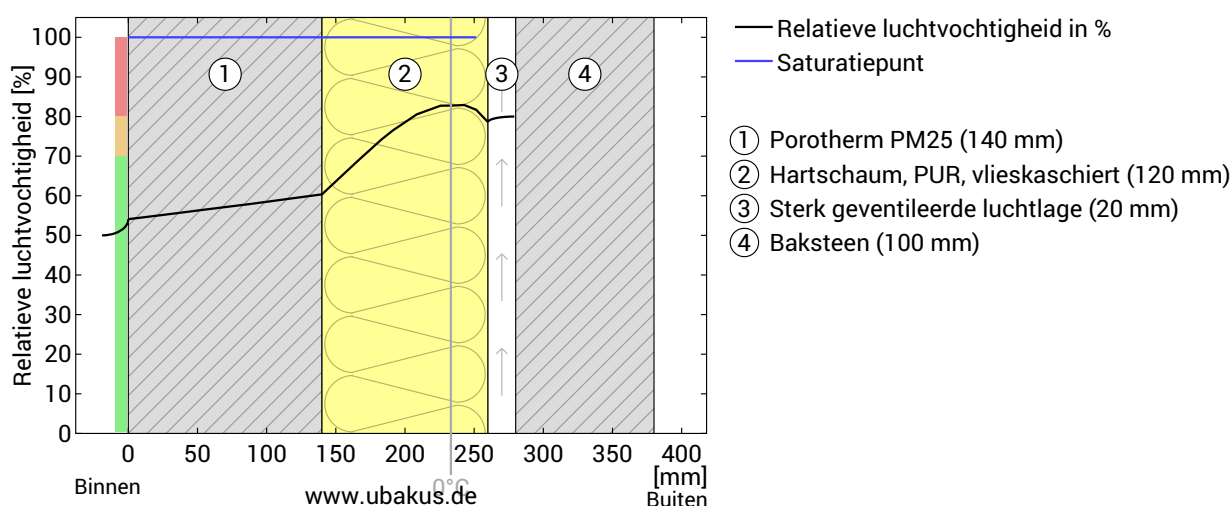 Relatieve luchtvochtigheid [%]
100
90
80
70
60
50
40
30
20
10
0
1
2
3
4
0
50
100
150
200
250
300
350
400
[mm]
0°C
Binnen
www.ubakus.de
Buiten
Relatieve luchtvochtigheid in %
Saturatiepunt
1 Porotherm PM25 (140 mm)
2 Hartschaum, PUR, vlieskaschiert (120 mm)
3 Sterk geventileerde luchtlage (20 mm)
4 Baksteen (100 mm)